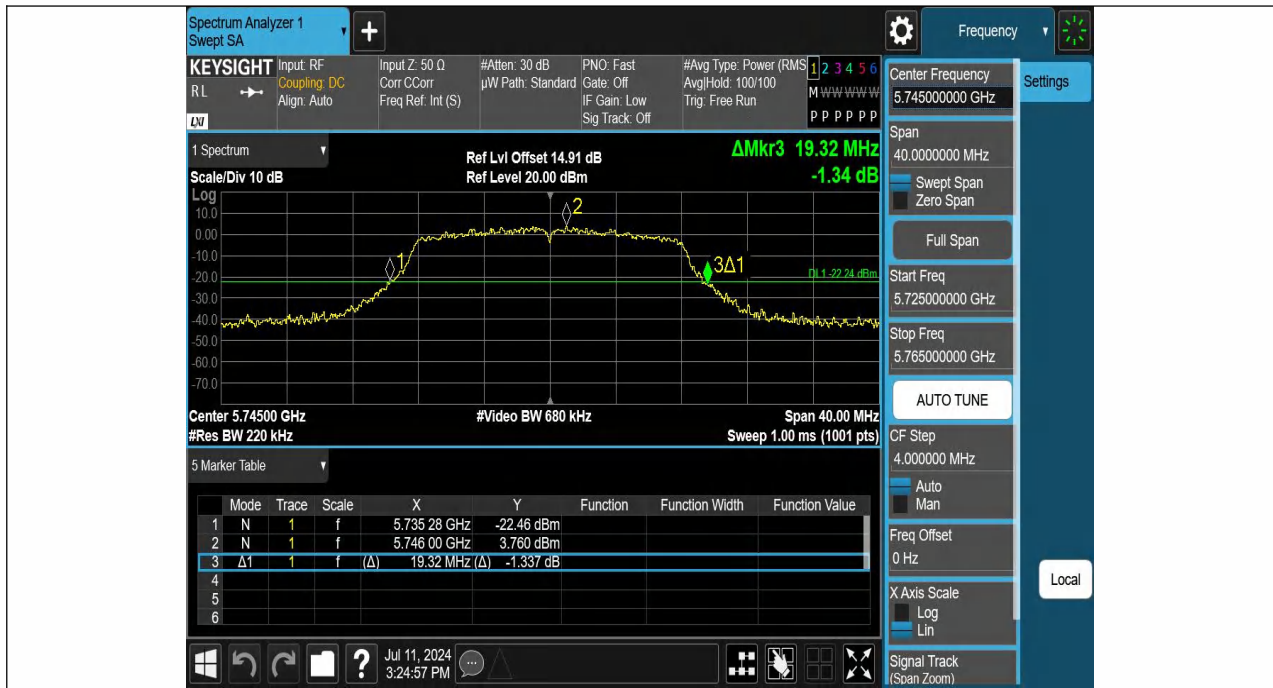 Spectrum Analyzer 1
Swept SA
+
Frequency
KEYSIGHT
RL
LXI
Input: RF
Coupling: DC
Align: Auto
Input Z: 50 Ω
Corr CCorr
Freq Ref: Int (S)
#Atten: 30 dB
µW Path: Standard
PNO: Fast
Gate: Off
IF Gain: Low
Sig Track: Off
#Avg Type: Power (RMS
Avg|Hold: 100/100
Trig: Free Run
1 2 3 4 5 6
M W W W W W
P P P P P P
1 Spectrum
Scale/Div 10 dB
Ref Lvl Offset 14.91 dB
Ref Level 20.00 dBm
ΔMkr3 19.32 MHz
-1.34 dB
Log
10.0
0.00
-10.0
-20.0
-30.0
-40.0
-50.0
-60.0
-70.0
1
2
3Δ1
DL1 -22.24 dBm
Center 5.74500 GHz
#Video BW 680 kHz
Span 40.00 MHz
#Res BW 220 kHz
Sweep 1.00 ms (1001 pts)
5 Marker Table
Mode Trace Scale X Y Function Function Width Function Value
1 N 1 f 5.735 28 GHz -22.46 dBm
2 N 1 f 5.746 00 GHz 3.760 dBm
3 Δ1 1 f (Δ) 19.32 MHz (Δ) -1.337 dB
4
5
6
?
Jul 11, 2024
3:24:57 PM
Center Frequency
5.745000000 GHz
Span
40.0000000 MHz
Swept Span
Zero Span
Full Span
Start Freq
5.725000000 GHz
Stop Freq
5.765000000 GHz
AUTO TUNE
CF Step
4.000000 MHz
Auto
Man
Freq Offset
0 Hz
X Axis Scale
Log
Lin
Signal Track
(Span Zoom)
Settings
Local